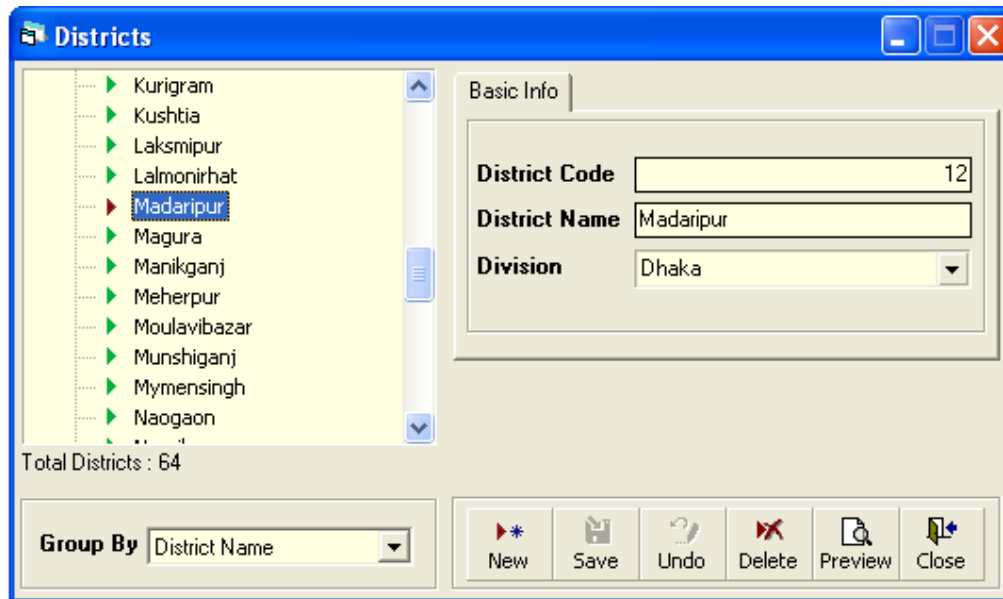 Districts
Kurigram
Kushtia
Laksmipur
Lalmonirhat
Madaripur
Magura
Manikganj
Meherpur
Moulavibazar
Munshiganj
Mymensingh
Naogaon
Total Districts : 64
Group By District Name
Basic Info
District Code 12
District Name Madaripur
Division Dhaka
New Save Undo Delete Preview Close